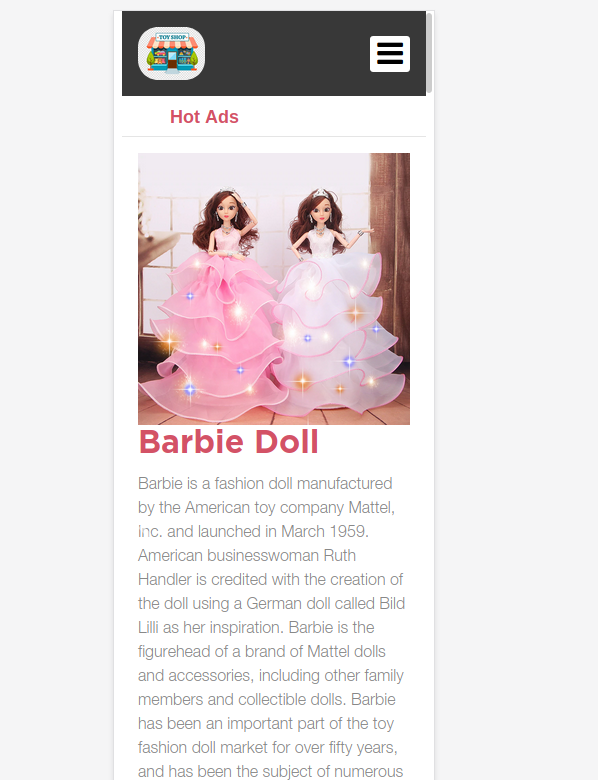 TOY SHOP
Hot Ads
Barbie Doll
Barbie is a fashion doll manufactured
by the American toy company Mattel,
Inc. and launched in March 1959.
American businesswoman Ruth
Handler is credited with the creation of
the doll using a German doll called Bild
Lilli as her inspiration. Barbie is the
figurehead of a brand of Mattel dolls
and accessories, including other family
members and collectible dolls. Barbie
has been an important part of the toy
fashion doll market for over fifty years,
and has been the subject of numerous